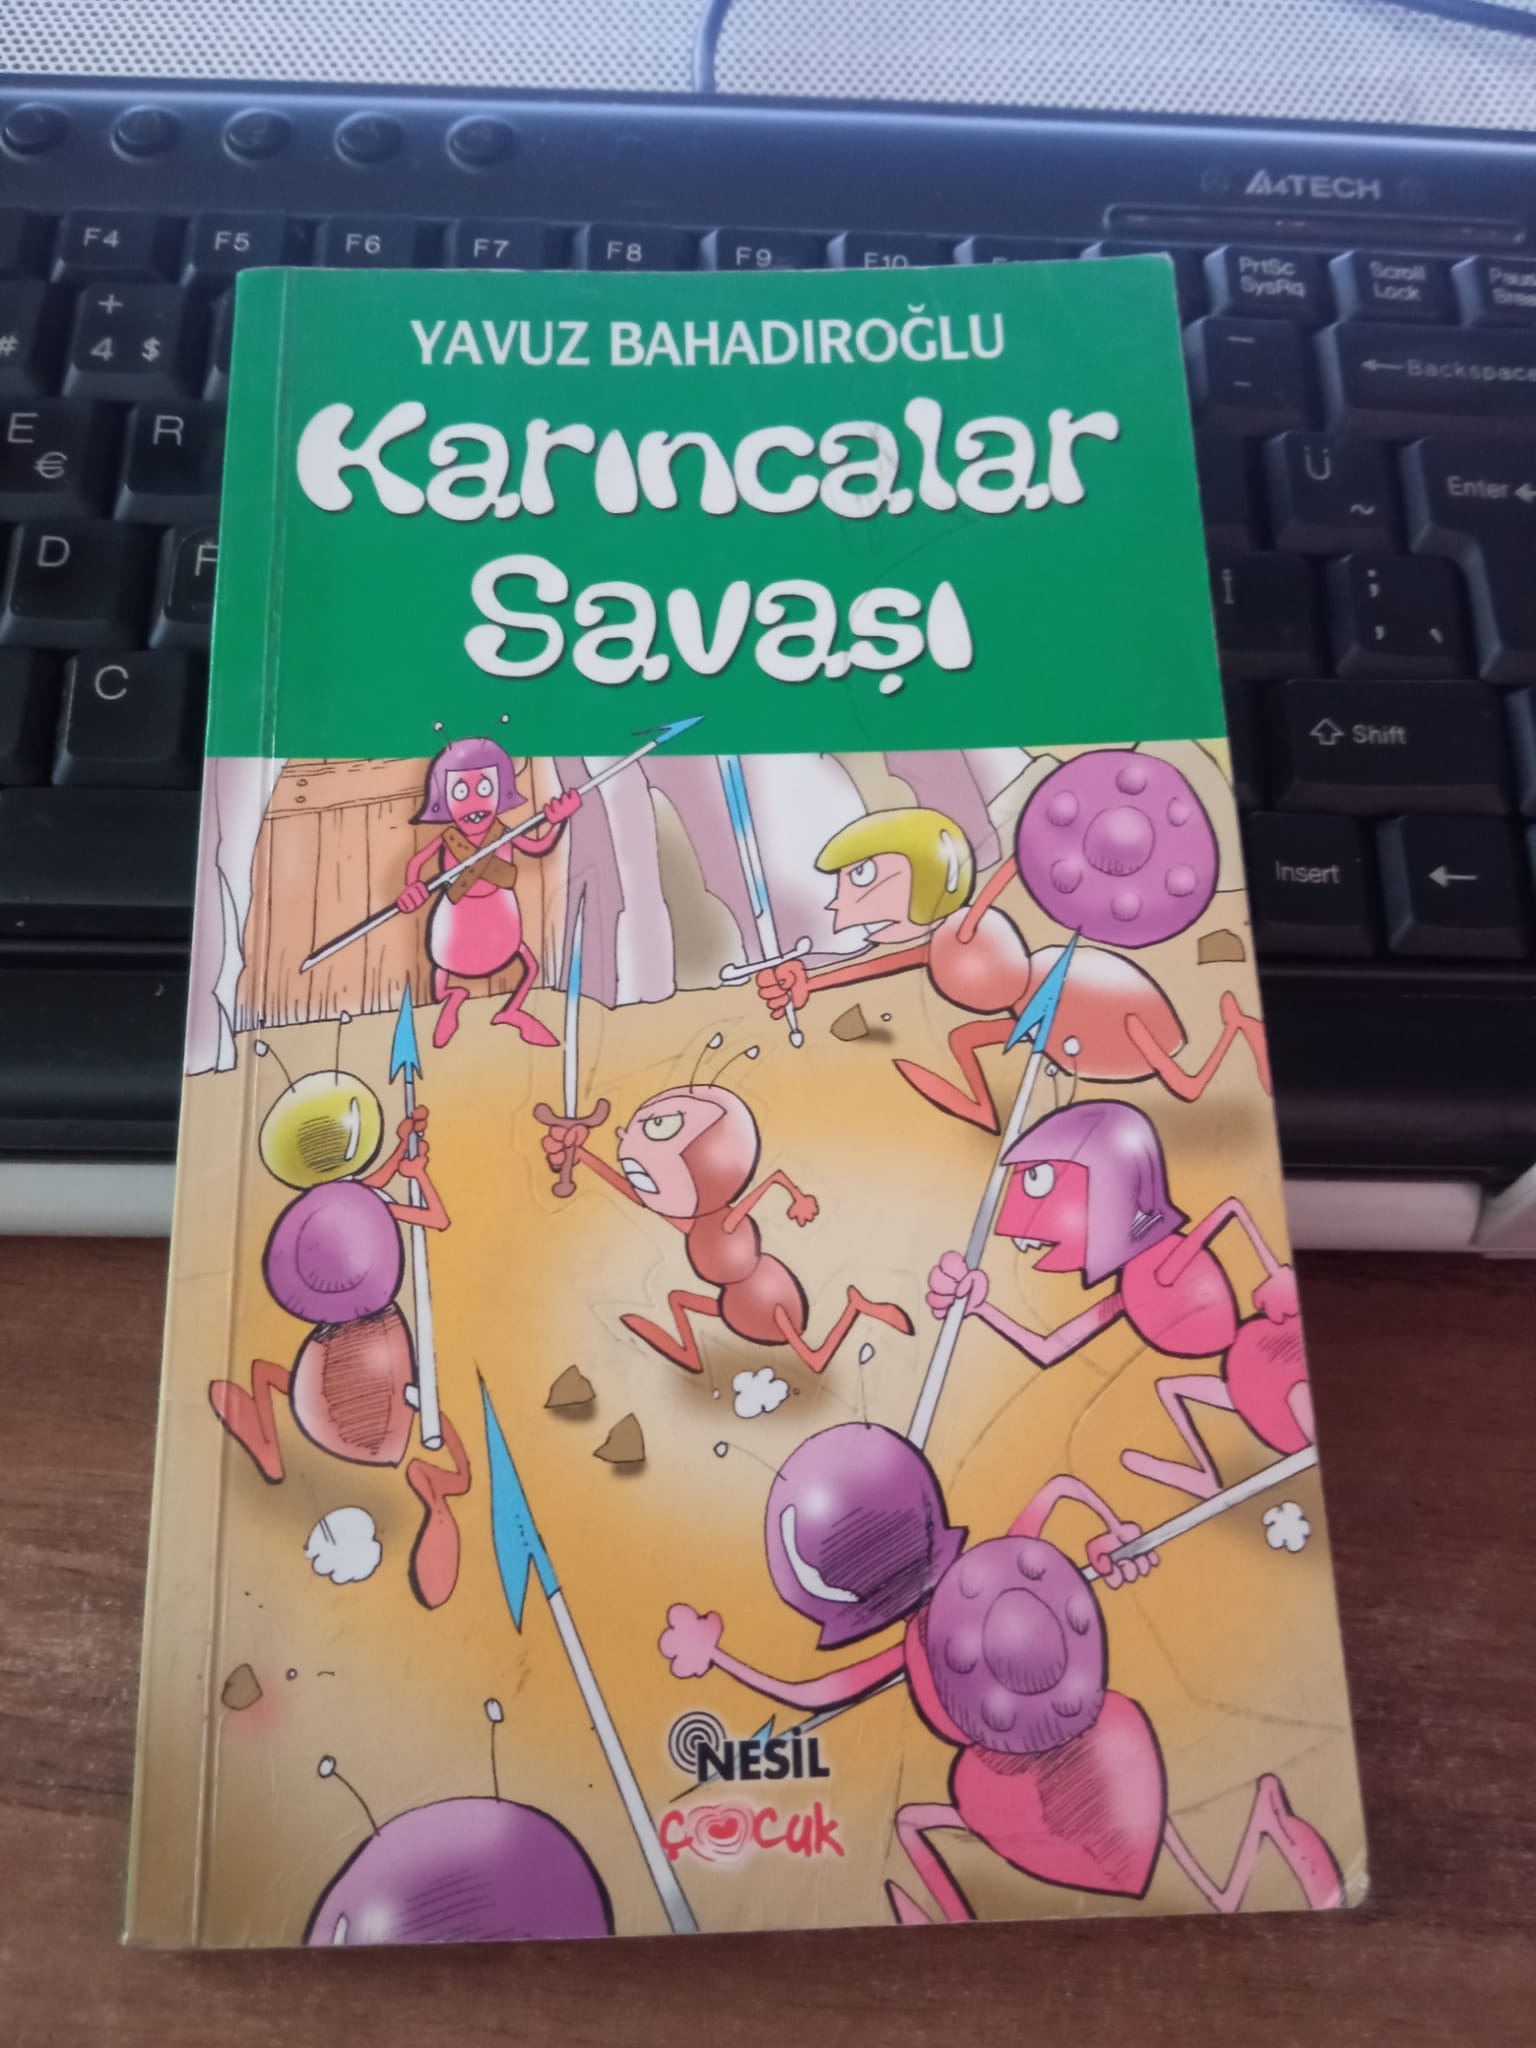 A4TECH
F4 F5 F6 F7 F8 F9 F10 PrtSc Scroll
SysRq Lock
+
# 4 $ ← Backspace
E R Ü Enter
€ ~
D ;
C Shift
Insert ←
YAVUZ BAHADIROĞLU
Karıncalar
Savaşı
NESİL
çocuk